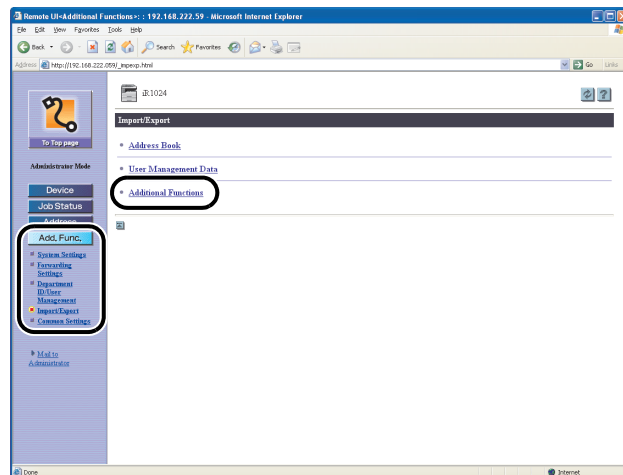 Remote UI<Additional Functions>: : 192.168.222.59 - Microsoft Internet Explorer
File Edit View Favorites Tools Help
Back Search Favorites
Address http://192.168.222.059/_impexp.html Go Links
iR1024
To Top page
Import/Export
Address Book
Administrator Mode
User Management Data
Device
Additional Functions
Job Status
Address
Add. Func.
System Settings
Forwarding
Settings
Department
ID/User
Management
Import/Export
Common Settings
Mail to
Administrator
Done Internet